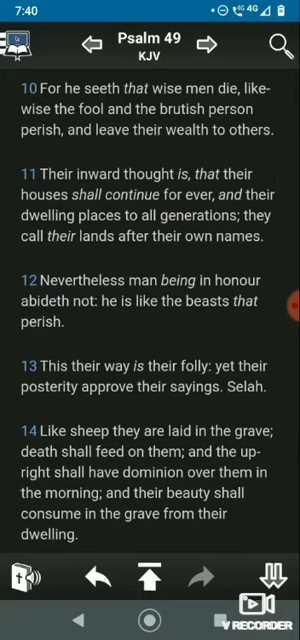 7:40
4G 4G
Psalm 49
KJV
10 For he seeth that wise men die, like-
wise the fool and the brutish person
perish, and leave their wealth to others.
11 Their inward thought is, that their
houses shall continue for ever, and their
dwelling places to all generations; they
call their lands after their own names.
12 Nevertheless man being in honour
abideth not: he is like the beasts that
perish.
13 This their way is their folly: yet their
posterity approve their sayings. Selah.
14 Like sheep they are laid in the grave;
death shall feed on them; and the up-
right shall have dominion over them in
the morning; and their beauty shall
consume in the grave from their
dwelling.
V RECORDER